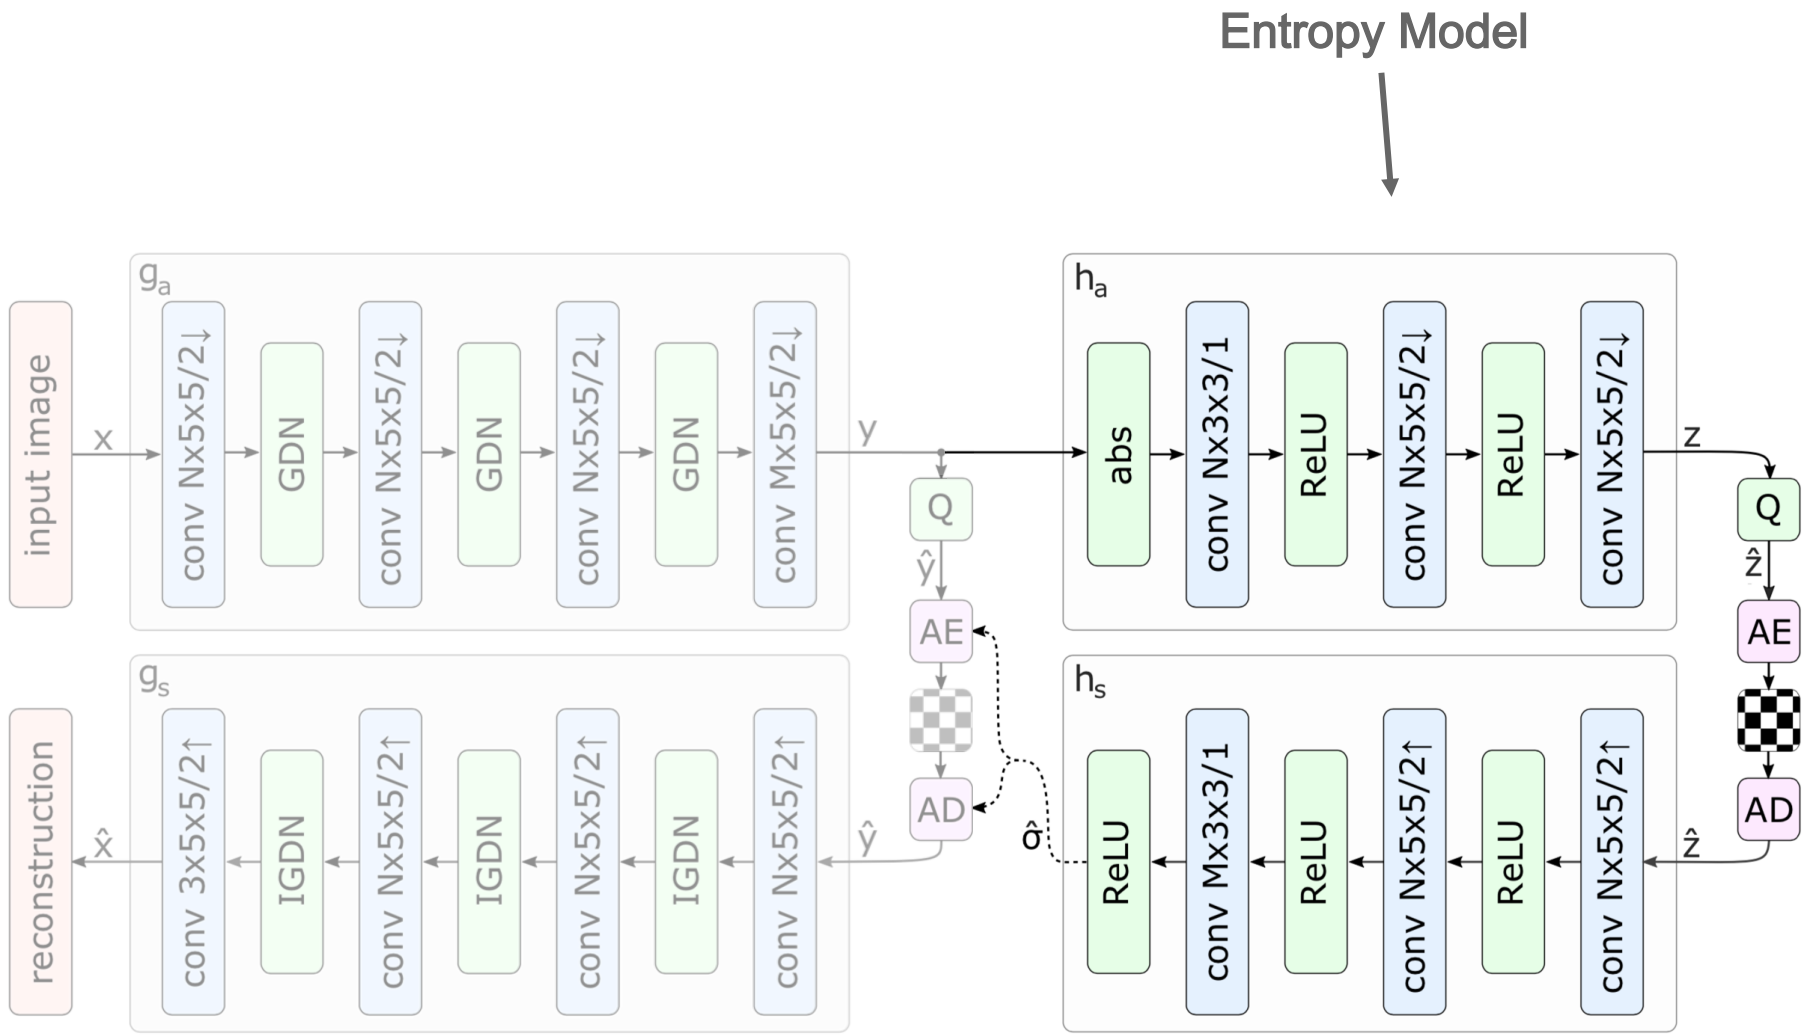 Entropy Model
input image
x
gₐ
conv Nx5x5/2↓
GDN
conv Nx5x5/2↓
GDN
conv Nx5x5/2↓
GDN
conv Mx5x5/2↓
y
Q
ŷ
AE
AD
ŷ
hₐ
abs
conv Nx3x3/1
ReLU
conv Nx5x5/2↓
ReLU
conv Nx5x5/2↓
z
Q
ẑ
AE
AD
ẑ
hₛ
ReLU
conv Mx3x3/1
ReLU
conv Nx5x5/2↑
ReLU
conv Nx5x5/2↑
σ̂
gₛ
conv 3x5x5/2↑
IGDN
conv Nx5x5/2↑
IGDN
conv Nx5x5/2↑
IGDN
conv Nx5x5/2↑
x̂
reconstruction